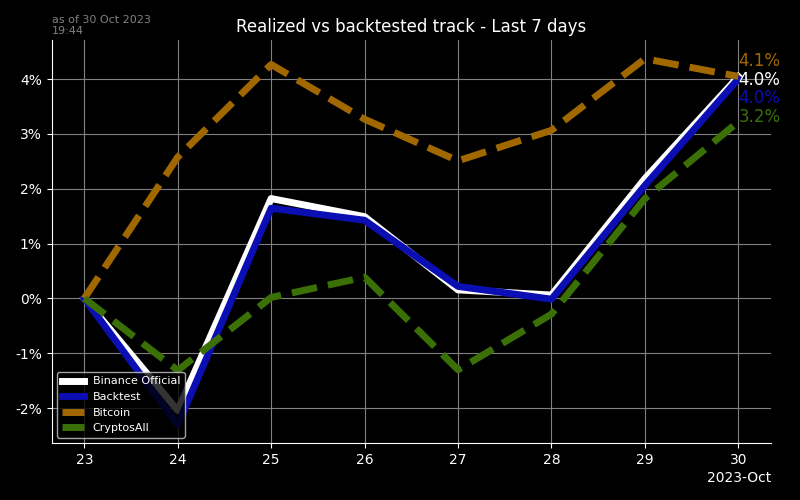 as of 30 Oct 2023
19:44
Realized vs backtested track - Last 7 days
4.1%
4.0%
4.0%
3.2%
4%
3%
2%
1%
0%
-1%
-2%
Binance Official
Backtest
Bitcoin
CryptosAll
23 24 25 26 27 28 29 30
2023-Oct